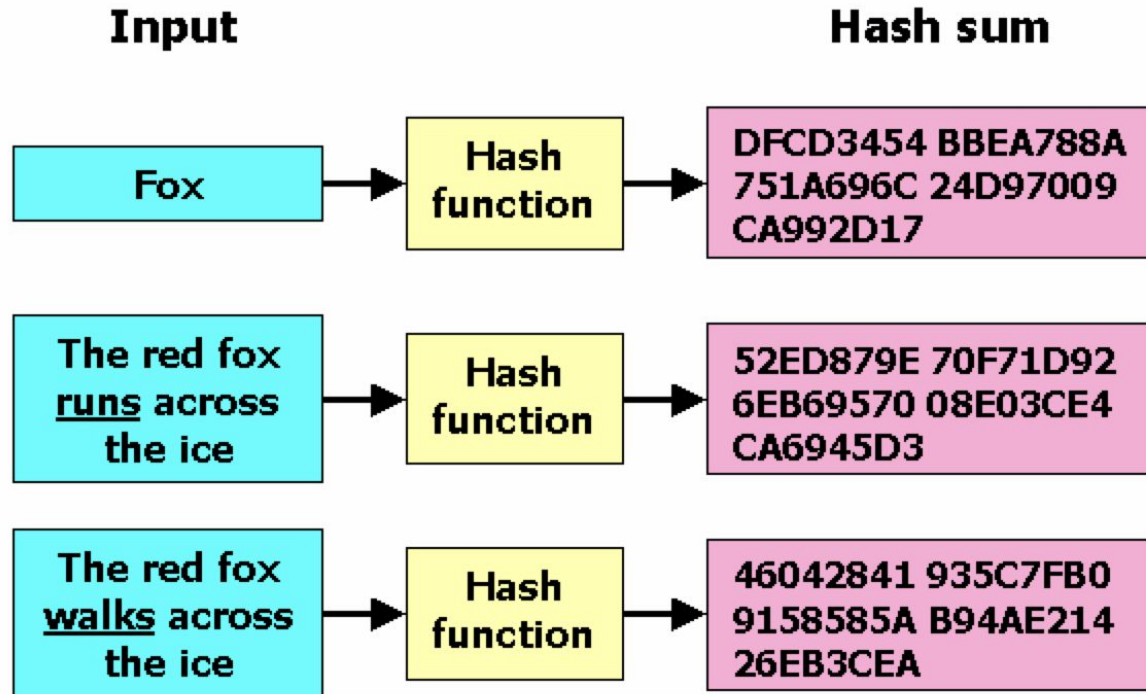 Input
Hash sum
Fox
Hash
function
DFCD3454 BBEA788A
751A696C 24D97009
CA992D17
The red fox
runs across
the ice
Hash
function
52ED879E 70F71D92
6EB69570 08E03CE4
CA6945D3
The red fox
walks across
the ice
Hash
function
46042841 935C7FB0
9158585A B94AE214
26EB3CEA